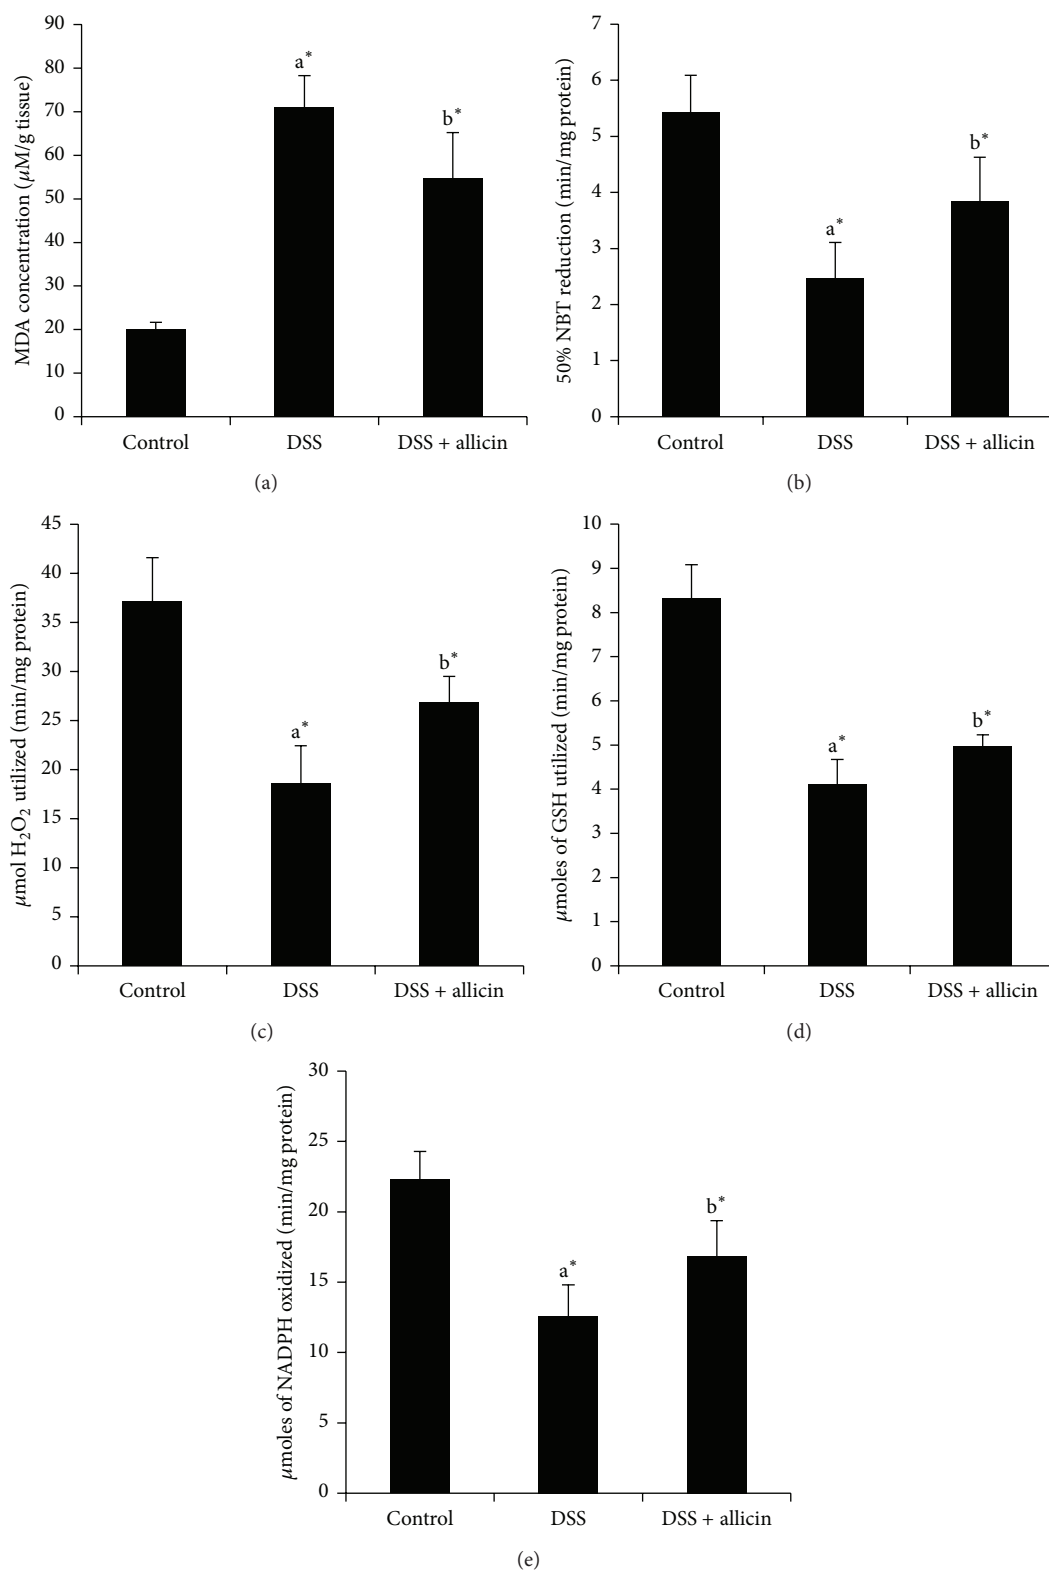 MDA concentration (μM/g tissue)
90
80
70
60
50
40
30
20
10
0
a*
b*
Control
DSS
DSS + allicin
(a)
50% NBT reduction (min/mg protein)
7
6
5
4
3
2
1
0
a*
b*
Control
DSS
DSS + allicin
(b)
μmol H₂O₂ utilized (min/mg protein)
45
40
35
30
25
20
15
10
5
0
a*
b*
Control
DSS
DSS + allicin
(c)
μmoles of GSH utilized (min/mg protein)
10
9
8
7
6
5
4
3
2
1
0
a*
b*
Control
DSS
DSS + allicin
(d)
μmoles of NADPH oxidized (min/mg protein)
30
25
20
15
10
5
0
a*
b*
Control
DSS
DSS + allicin
(e)